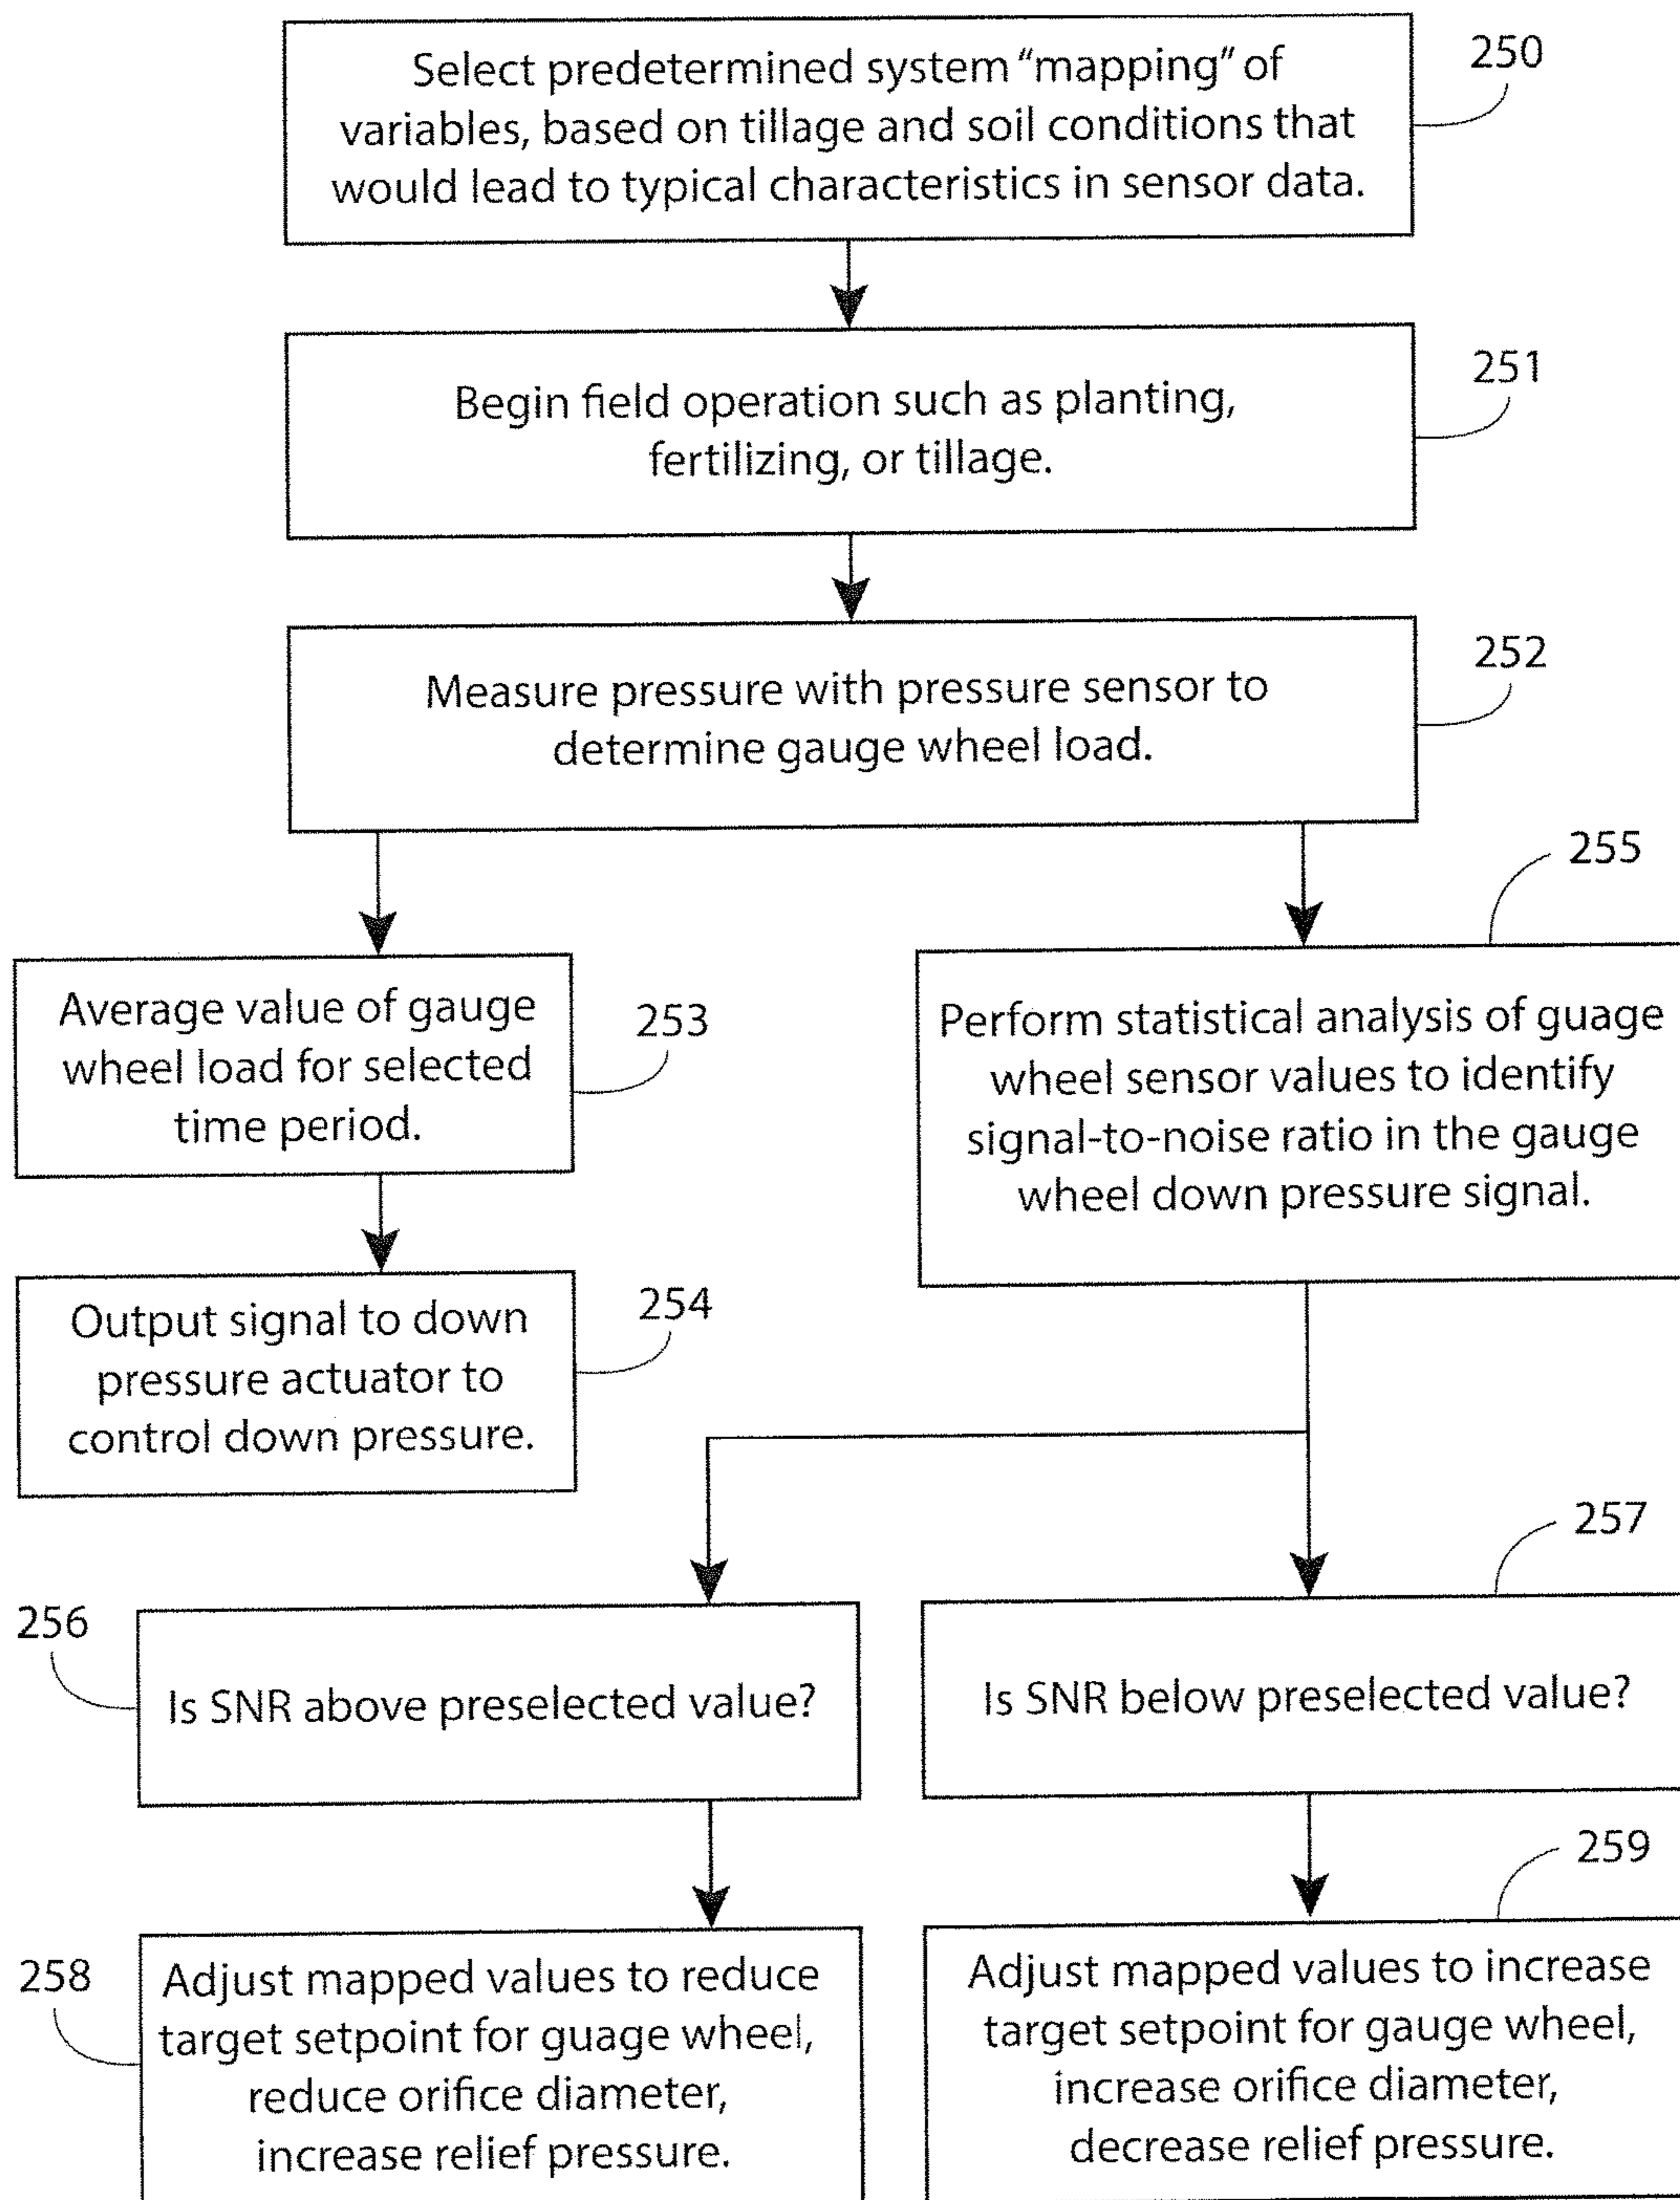 Select predetermined system "mapping" of
variables, based on tillage and soil conditions that
would lead to typical characteristics in sensor data.
250
Begin field operation such as planting,
fertilizing, or tillage.
251
Measure pressure with pressure sensor to
determine gauge wheel load.
252
Average value of gauge
wheel load for selected
time period.
253
Output signal to down
pressure actuator to
control down pressure.
254
255
Perform statistical analysis of guage
wheel sensor values to identify
signal-to-noise ratio in the gauge
wheel down pressure signal.
256
Is SNR above preselected value?
257
Is SNR below preselected value?
258
Adjust mapped values to reduce
target setpoint for guage wheel,
reduce orifice diameter,
increase relief pressure.
259
Adjust mapped values to increase
target setpoint for gauge wheel,
increase orifice diameter,
decrease relief pressure.